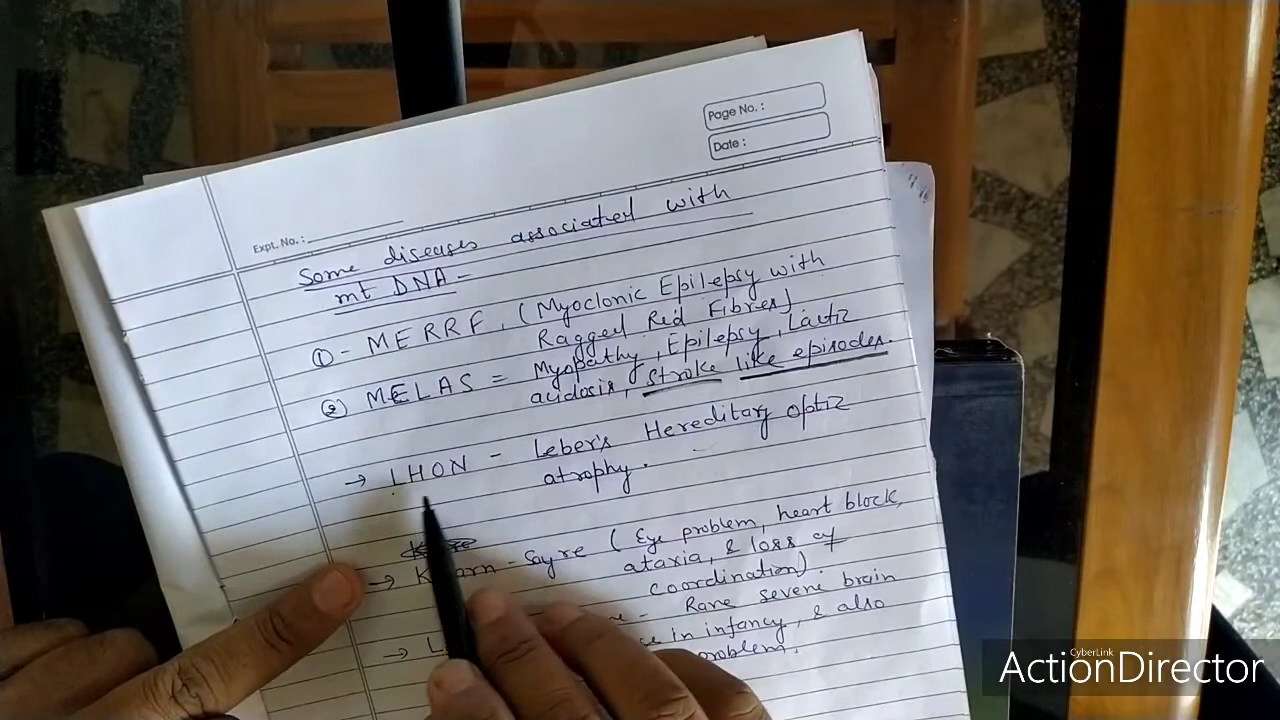 Page No. :
Date :
Expt. No. :
Some diseases associated with
mt DNA -
① - MERRF, (Myoclonic Epilepsy with
Ragged Red Fibres)
② MELAS = Myopathy, Epilepsy, Lactic
acidosis, stroke like episodes.
→ LHON - Leber's Hereditary optic
atrophy.
→ - Sayre (Eye problem, heart block,
ataxia, & loss of
coordination).
→ - Rare severe brain
in infancy, & also
problem.
CyberLink
ActionDirector